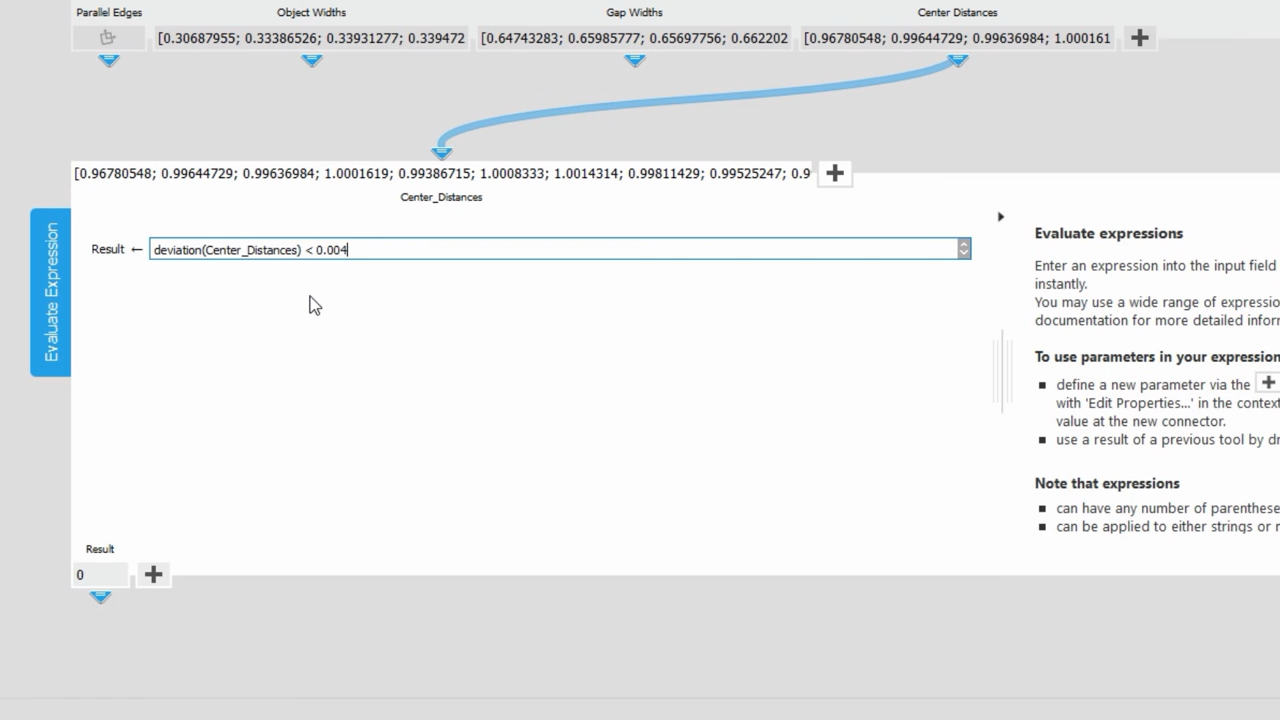 Parallel Edges
Object Widths
Gap Widths
Center Distances
[0.30687955; 0.33386526; 0.33931277; 0.339472
[0.64743283; 0.65985777; 0.65697756; 0.662202
[0.96780548; 0.99644729; 0.99636984; 1.000161
[0.96780548; 0.99644729; 0.99636984; 1.0001619; 0.99386715; 1.0008333; 1.0014314; 0.99811429; 0.99525247; 0.9
Center_Distances
Evaluate Expression
Result ← deviation(Center_Distances) < 0.004
Evaluate expressions
Enter an expression into the input field
instantly.
You may use a wide range of expressio
documentation for more detailed inforr
To use parameters in your expression
define a new parameter via the
with 'Edit Properties...' in the context
value at the new connector.
use a result of a previous tool by dr
Note that expressions
can have any number of parenthese
can be applied to either strings or r
Result
0